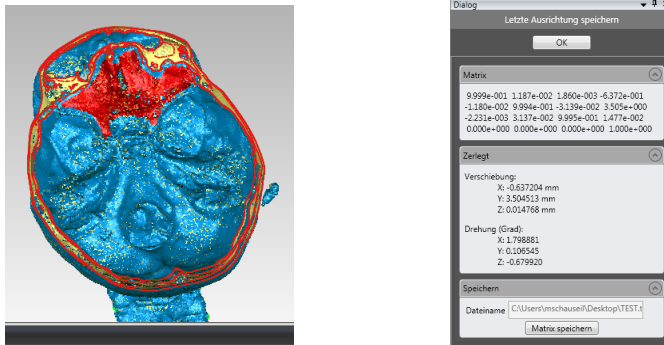 Dialog
Letzte Ausrichtung speichern
OK
Matrix
9.999e-001 1.187e-002 1.860e-003 -6.372e-001
-1.180e-002 9.994e-001 -3.139e-002 3.505e+000
-2.231e-003 3.137e-002 9.995e-001 1.477e-002
0.000e+000 0.000e+000 0.000e+000 1.000e+000
Zerlegt
Verschiebung:
X: -0.637204 mm
Y: 3.504513 mm
Z: 0.014768 mm
Drehung (Grad):
X: 1.798881
Y: 0.106545
Z: -0.679920
Speichern
Dateiname C:\Users\mschauseil\Desktop\TEST.t
Matrix speichern